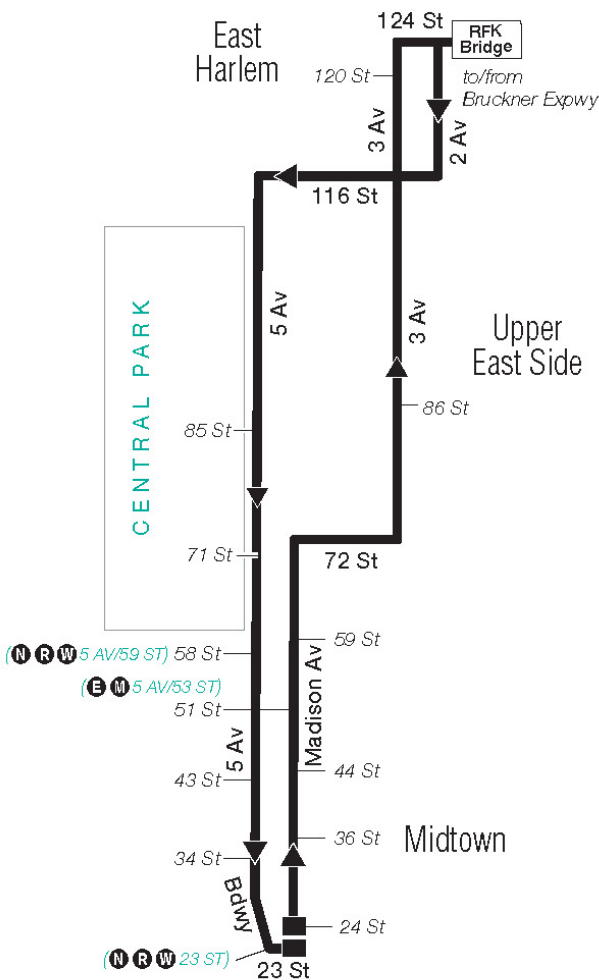 124 St
RFK
Bridge
East
Harlem
120 St
to/from
Bruckner Expwy
3 Av
2 Av
116 St
CENTRAL PARK
5 Av
3 Av
Upper
East Side
86 St
85 St
71 St
72 St
59 St
(N R W 5 AV/59 ST) 58 St
(E M 5 AV/53 ST)
51 St
Madison Av
5 Av
43 St
44 St
36 St
Midtown
34 St
Bdwy
24 St
(N R W 23 ST)
23 St